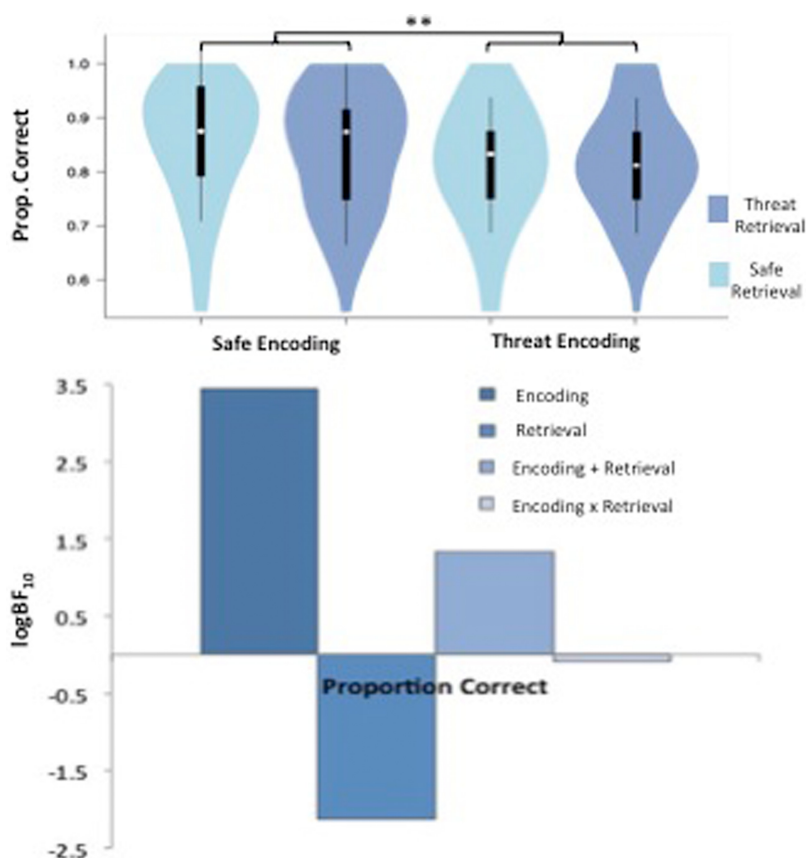 **
Prop. Correct
1.0
0.9
0.8
0.7
0.6
Threat
Retrieval
Safe
Retrieval
Safe Encoding
Threat Encoding
logBF10
3.5
2.5
1.5
0.5
-0.5
-1.5
-2.5
Encoding
Retrieval
Encoding + Retrieval
Encoding x Retrieval
Proportion Correct